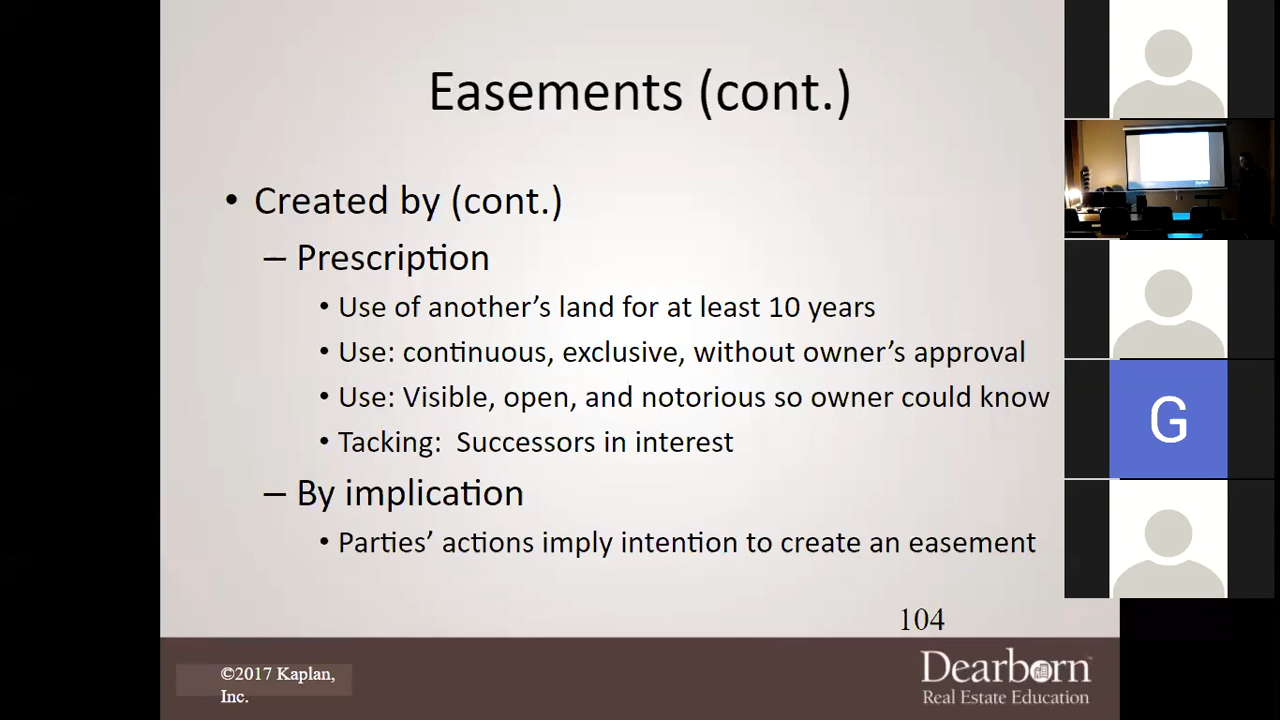 Easements (cont.)
• Created by (cont.)
– Prescription
• Use of another’s land for at least 10 years
• Use: continuous, exclusive, without owner’s approval
• Use: Visible, open, and notorious so owner could know
• Tacking:  Successors in interest
– By implication
• Parties’ actions imply intention to create an easement
104
©2017 Kaplan,
Inc.
Dearborn
Real Estate Education
G